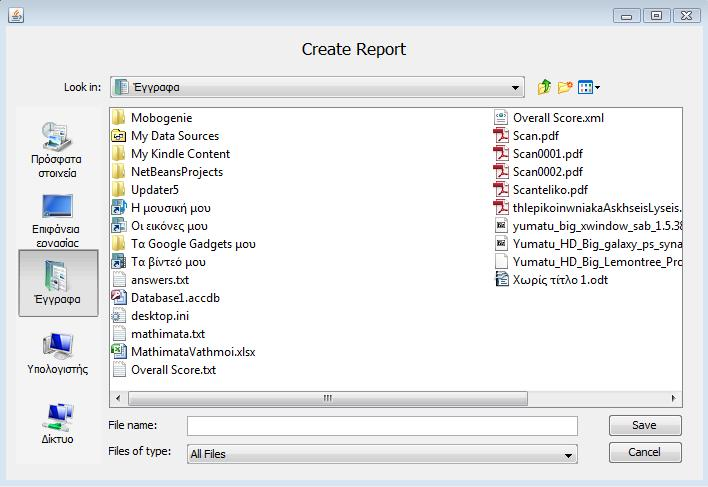 Create Report
Look in:
Έγγραφα
Πρόσφατα
στοιχεία
Επιφάνεια
εργασίας
Έγγραφα
Υπολογιστής
Δίκτυο
Mobogenie
My Data Sources
My Kindle Content
NetBeansProjects
Updater5
Η μουσική μου
Οι εικόνες μου
Τα Google Gadgets μου
Τα βίντεό μου
answers.txt
Database1.accdb
desktop.ini
mathimata.txt
MathimataVathmoi.xlsx
Overall Score.txt
Overall Score.xml
Scan.pdf
Scan0001.pdf
Scan0002.pdf
Scanteliko.pdf
thlepikoinwniakaAskhseisLyseis.
yumatu_big_xwindow_sab_1.5.38
Yumatu_HD_Big_galaxy_ps_syna
Yumatu_HD_Big_Lemontree_Pro
Χωρίς τίτλο 1.odt
File name:
Save
Files of type:
All Files
Cancel